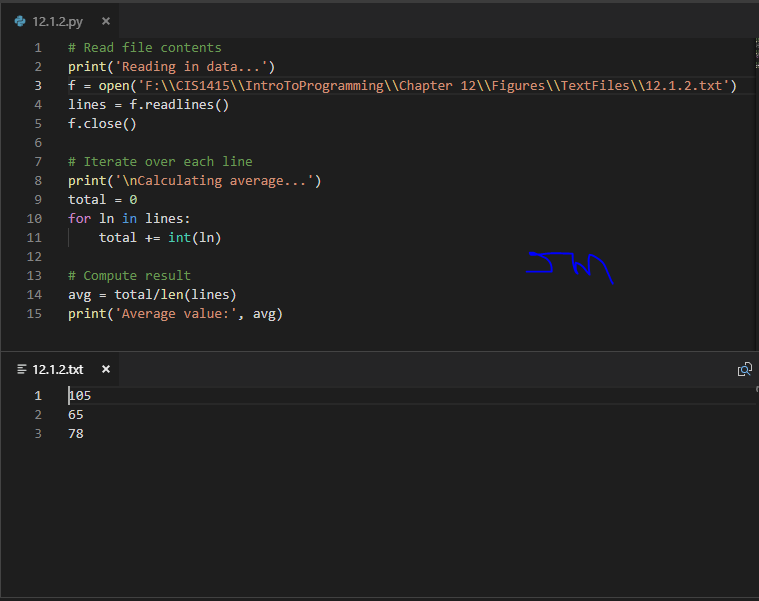 12.1.2.py ×
1 # Read file contents
2 print('Reading in data...')
3 f = open('F:\\CIS1415\\IntroToProgramming\\Chapter 12\\Figures\\TextFiles\\12.1.2.txt')
4 lines = f.readlines()
5 f.close()
6
7 # Iterate over each line
8 print('\nCalculating average...')
9 total = 0
10 for ln in lines:
11     total += int(ln)
12
13 # Compute result
14 avg = total/len(lines)
15 print('Average value:', avg)
12.1.2.txt ×
1 105
2 65
3 78